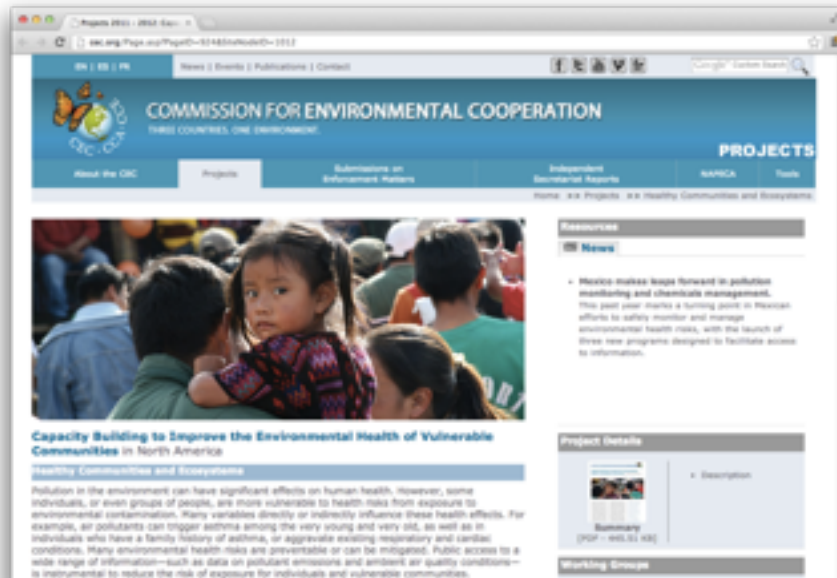 Projects 2011 - 2012:
cec.org/Page.asp?PageID=924&SiteNodeID=1012
EN | ES | FR
News | Events | Publications | Contact
Google Custom Search
COMMISSION FOR ENVIRONMENTAL COOPERATION
THREE COUNTRIES. ONE ENVIRONMENT.
CEC·CCA·CCE
PROJECTS
About the CEC
Projects
Submissions on
Enforcement Matters
Independent
Secretariat Reports
NAPECA
Tools
Home >> Projects >> Healthy Communities and Ecosystems
Capacity Building to Improve the Environmental Health of Vulnerable
Communities in North America
Healthy Communities and Ecosystems
Pollution in the environment can have significant effects on human health. However, some
individuals, or even groups of people, are more vulnerable to health risks from exposure to
environmental contamination. Many variables directly or indirectly influence these health effects. For
example, air pollutants can trigger asthma among the very young and very old, as well as in
individuals who have a family history of asthma, or aggravate existing respiratory and cardiac
conditions. Many environmental health risks are preventable or can be mitigated. Public access to a
wide range of information—such as data on pollutant emissions and ambient air quality conditions—
is instrumental to reduce the risk of exposure for individuals and vulnerable communities.
Resources
News
• Mexico makes leaps forward in pollution
monitoring and chemicals management.
This past year marks a turning point in Mexican
efforts to safely monitor and manage
environmental health risks, with the launch of
three new programs designed to facilitate access
to information.
Project Details
Summary
[PDF - 445.51 KB]
• Description
Working Groups